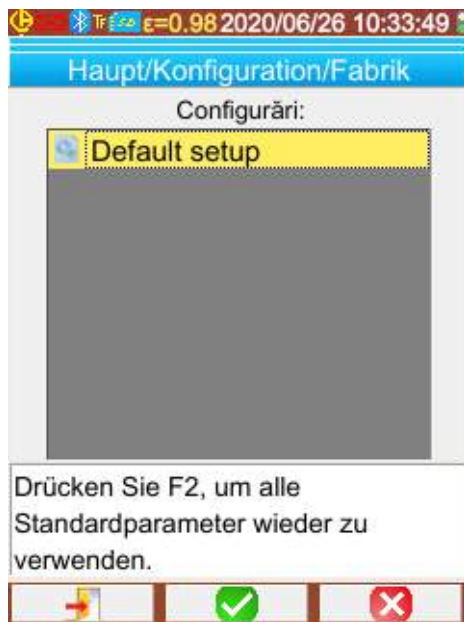 ε=0.98 2020/06/26 10:33:49
Haupt/Konfiguration/Fabrik
Configurări:
Default setup
Drücken Sie F2, um alle
Standardparameter wieder zu
verwenden.